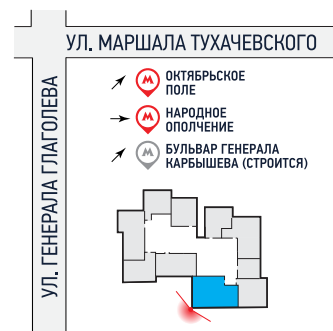 УЛ. МАРШАЛА ТУХАЧЕВСКОГО
УЛ. ГЕНЕРАЛА ГЛАГОЛЕВА
М ОКТЯБРЬСКОЕ
ПОЛЕ
М НАРОДНОЕ
ОПОЛЧЕНИЕ
М БУЛЬВАР ГЕНЕРАЛА
КАРБЫШЕВА (СТРОИТСЯ)